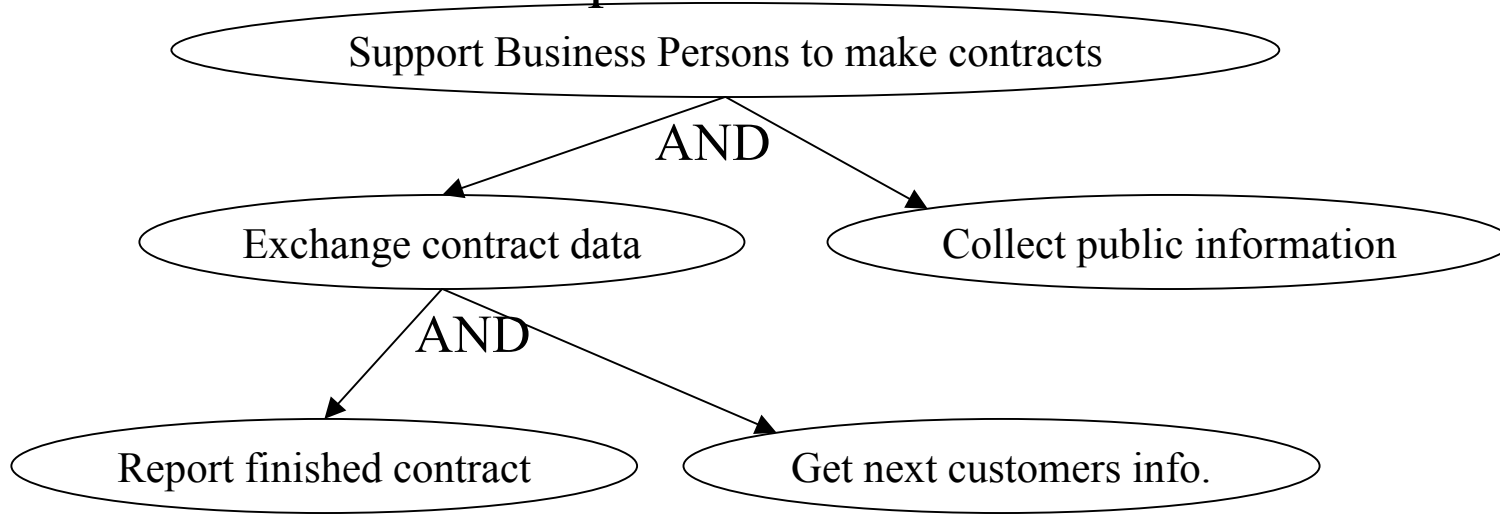 Support Business Persons to make contracts
AND
Exchange contract data
Collect public information
AND
Report finished contract
Get next customers info.